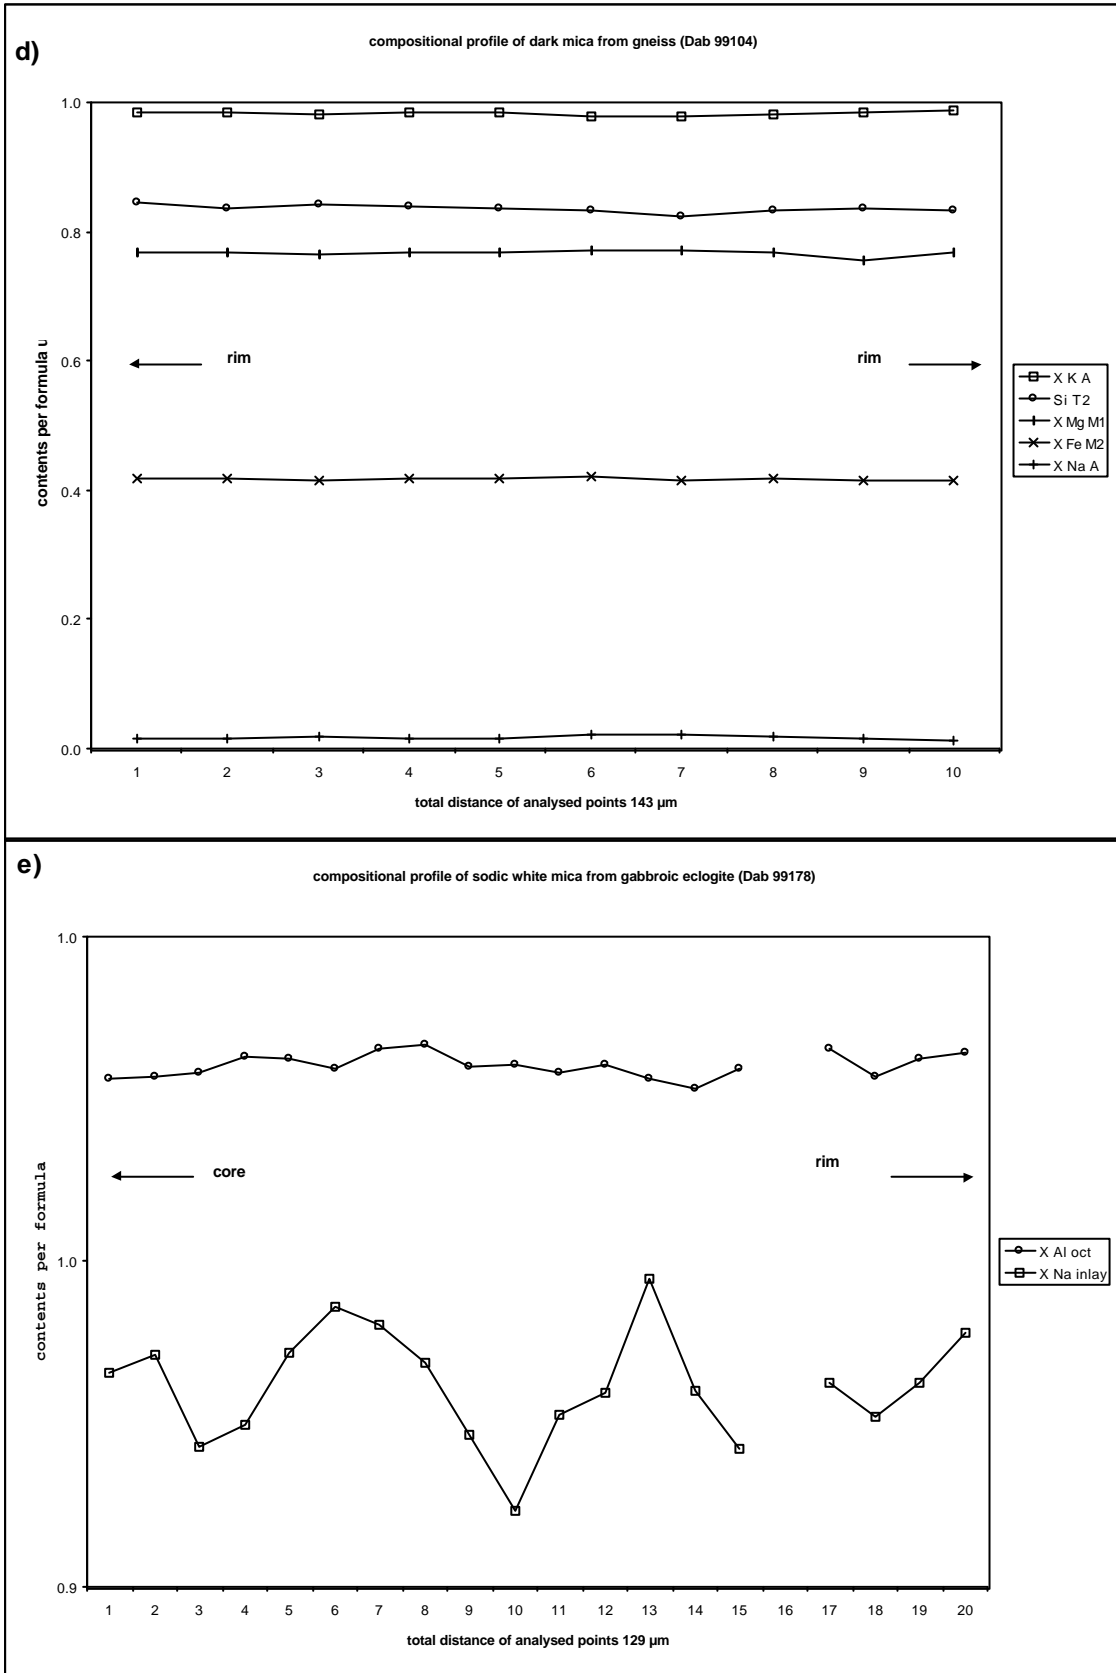 d)
compositional profile of dark mica from gneiss (Dab 99104)
contents per formula u
1.0
0.8
0.6
0.4
0.2
0.0
rim
rim
1 2 3 4 5 6 7 8 9 10
total distance of analysed points 143 µm
X K A
Si T2
X Mg M1
X Fe M2
X Na A
e)
compositional profile of sodic white mica from gabbroic eclogite (Dab 99178)
contents per formula
1.0
1.0
0.9
core
rim
1 2 3 4 5 6 7 8 9 10 11 12 13 14 15 16 17 18 19 20
total distance of analysed points 129 µm
X Al oct
X Na inlay